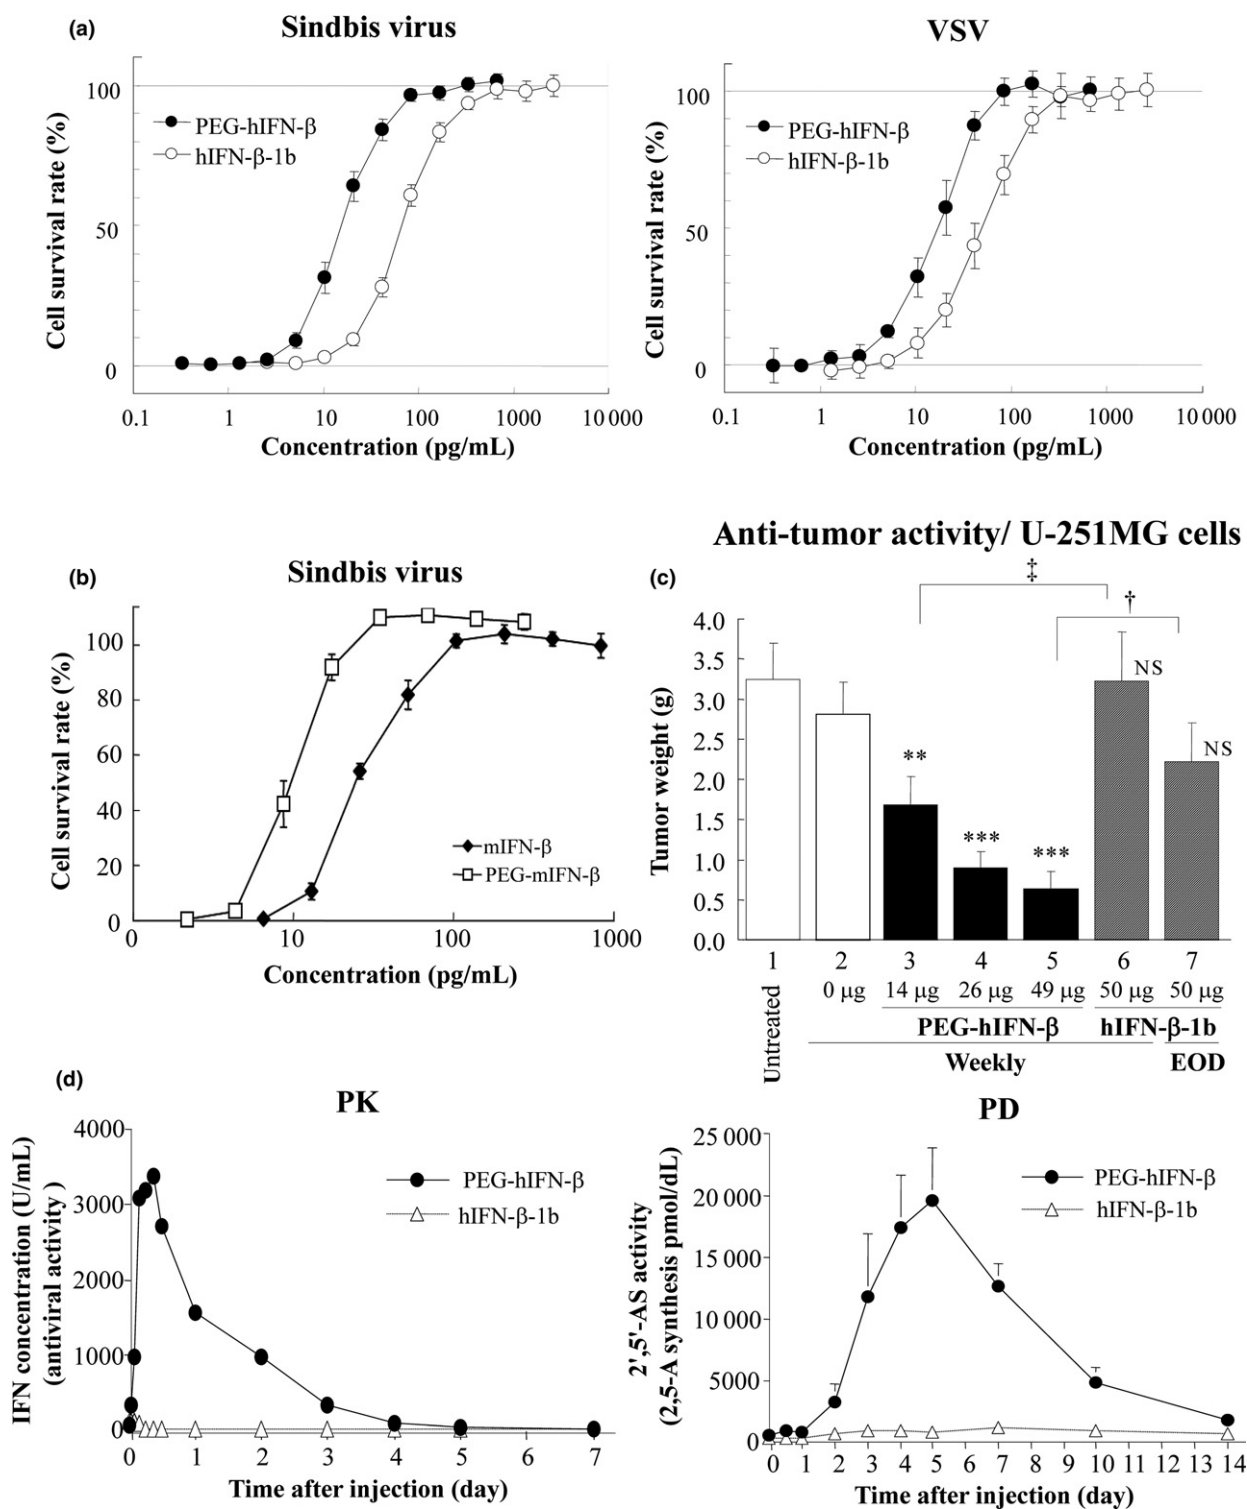 (a)
Sindbis virus
Cell survival rate (%)
100
50
0
PEG-hIFN-β
hIFN-β-1b
0.1 1 10 100 1000 10 000
Concentration (pg/mL)
VSV
Cell survival rate (%)
100
50
0
PEG-hIFN-β
hIFN-β-1b
0.1 1 10 100 1000 10 000
Concentration (pg/mL)
(b)
Sindbis virus
Cell survival rate (%)
100
80
60
40
20
0
mIFN-β
PEG-mIFN-β
0 10 100 1000
Concentration (pg/mL)
Anti-tumor activity/ U-251MG cells
(c)
‡
†
Tumor weight (g)
4.0
3.5
3.0
2.5
2.0
1.5
1.0
0.5
0.0
**
***
***
NS
NS
1 2 3 4 5 6 7
Untreated
0 µg 14 µg 26 µg 49 µg 50 µg 50 µg
PEG-hIFN-β hIFN-β-1b
Weekly EOD
(d)
PK
IFN concentration (U/mL)
(antiviral activity)
4000
3000
2000
1000
0
PEG-hIFN-β
hIFN-β-1b
0 1 2 3 4 5 7
Time after injection (day)
PD
2',5'-AS activity
(2,5-A synthesis pmol/dL)
25 000
20 000
15 000
10 000
5000
0
PEG-hIFN-β
hIFN-β-1b
0 1 2 3 4 5 6 7 8 9 10 11 12 13 14
Time after injection (day)